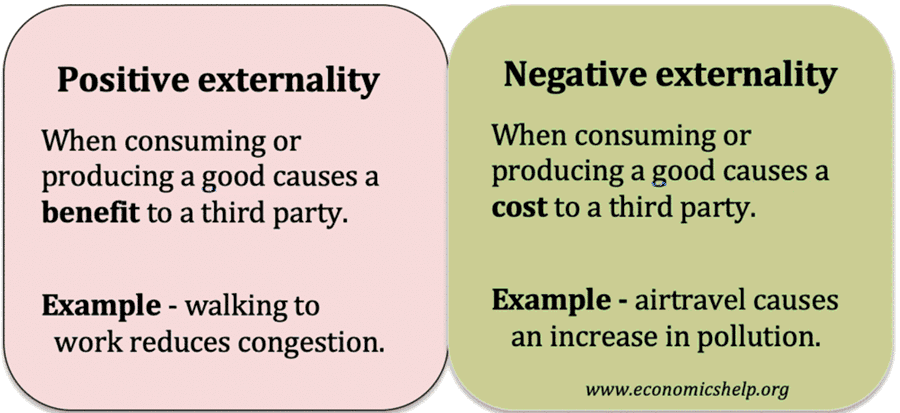 Positive externality
When consuming or
producing a good causes a
benefit to a third party.
Example - walking to
work reduces congestion.
Negative externality
When consuming or
producing a good causes a
cost to a third party.
Example - airtravel causes
an increase in pollution.
www.economicshelp.org